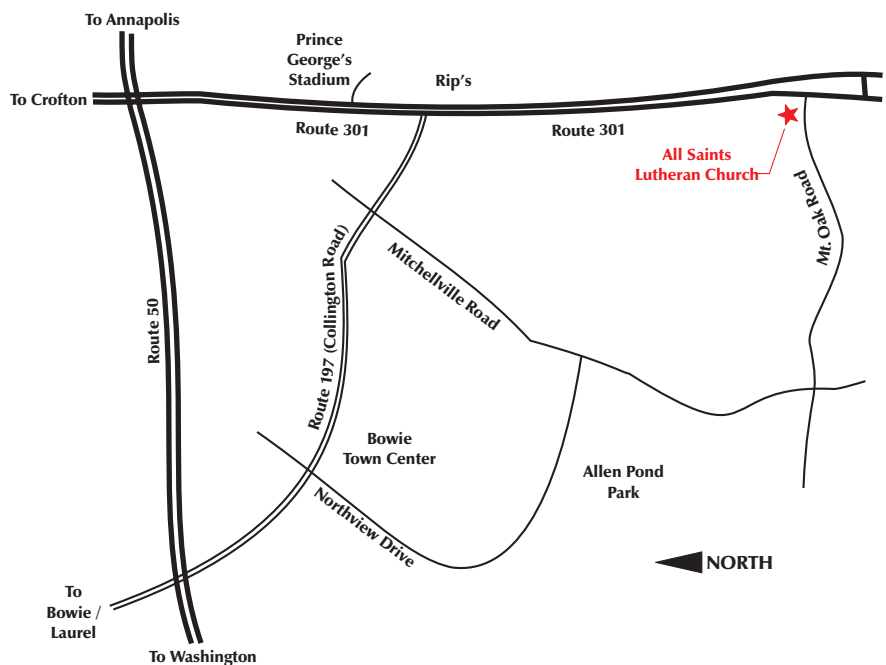 To Annapolis
Prince
George's
Stadium
Rip's
To Crofton
Route 301
Route 301
All Saints
Lutheran Church
Mt. Oak Road
Mitchellville Road
Route 50
Route 197 (Collington Road)
Bowie
Town Center
Allen Pond
Park
Northview Drive
NORTH
To
Bowie /
Laurel
To Washington